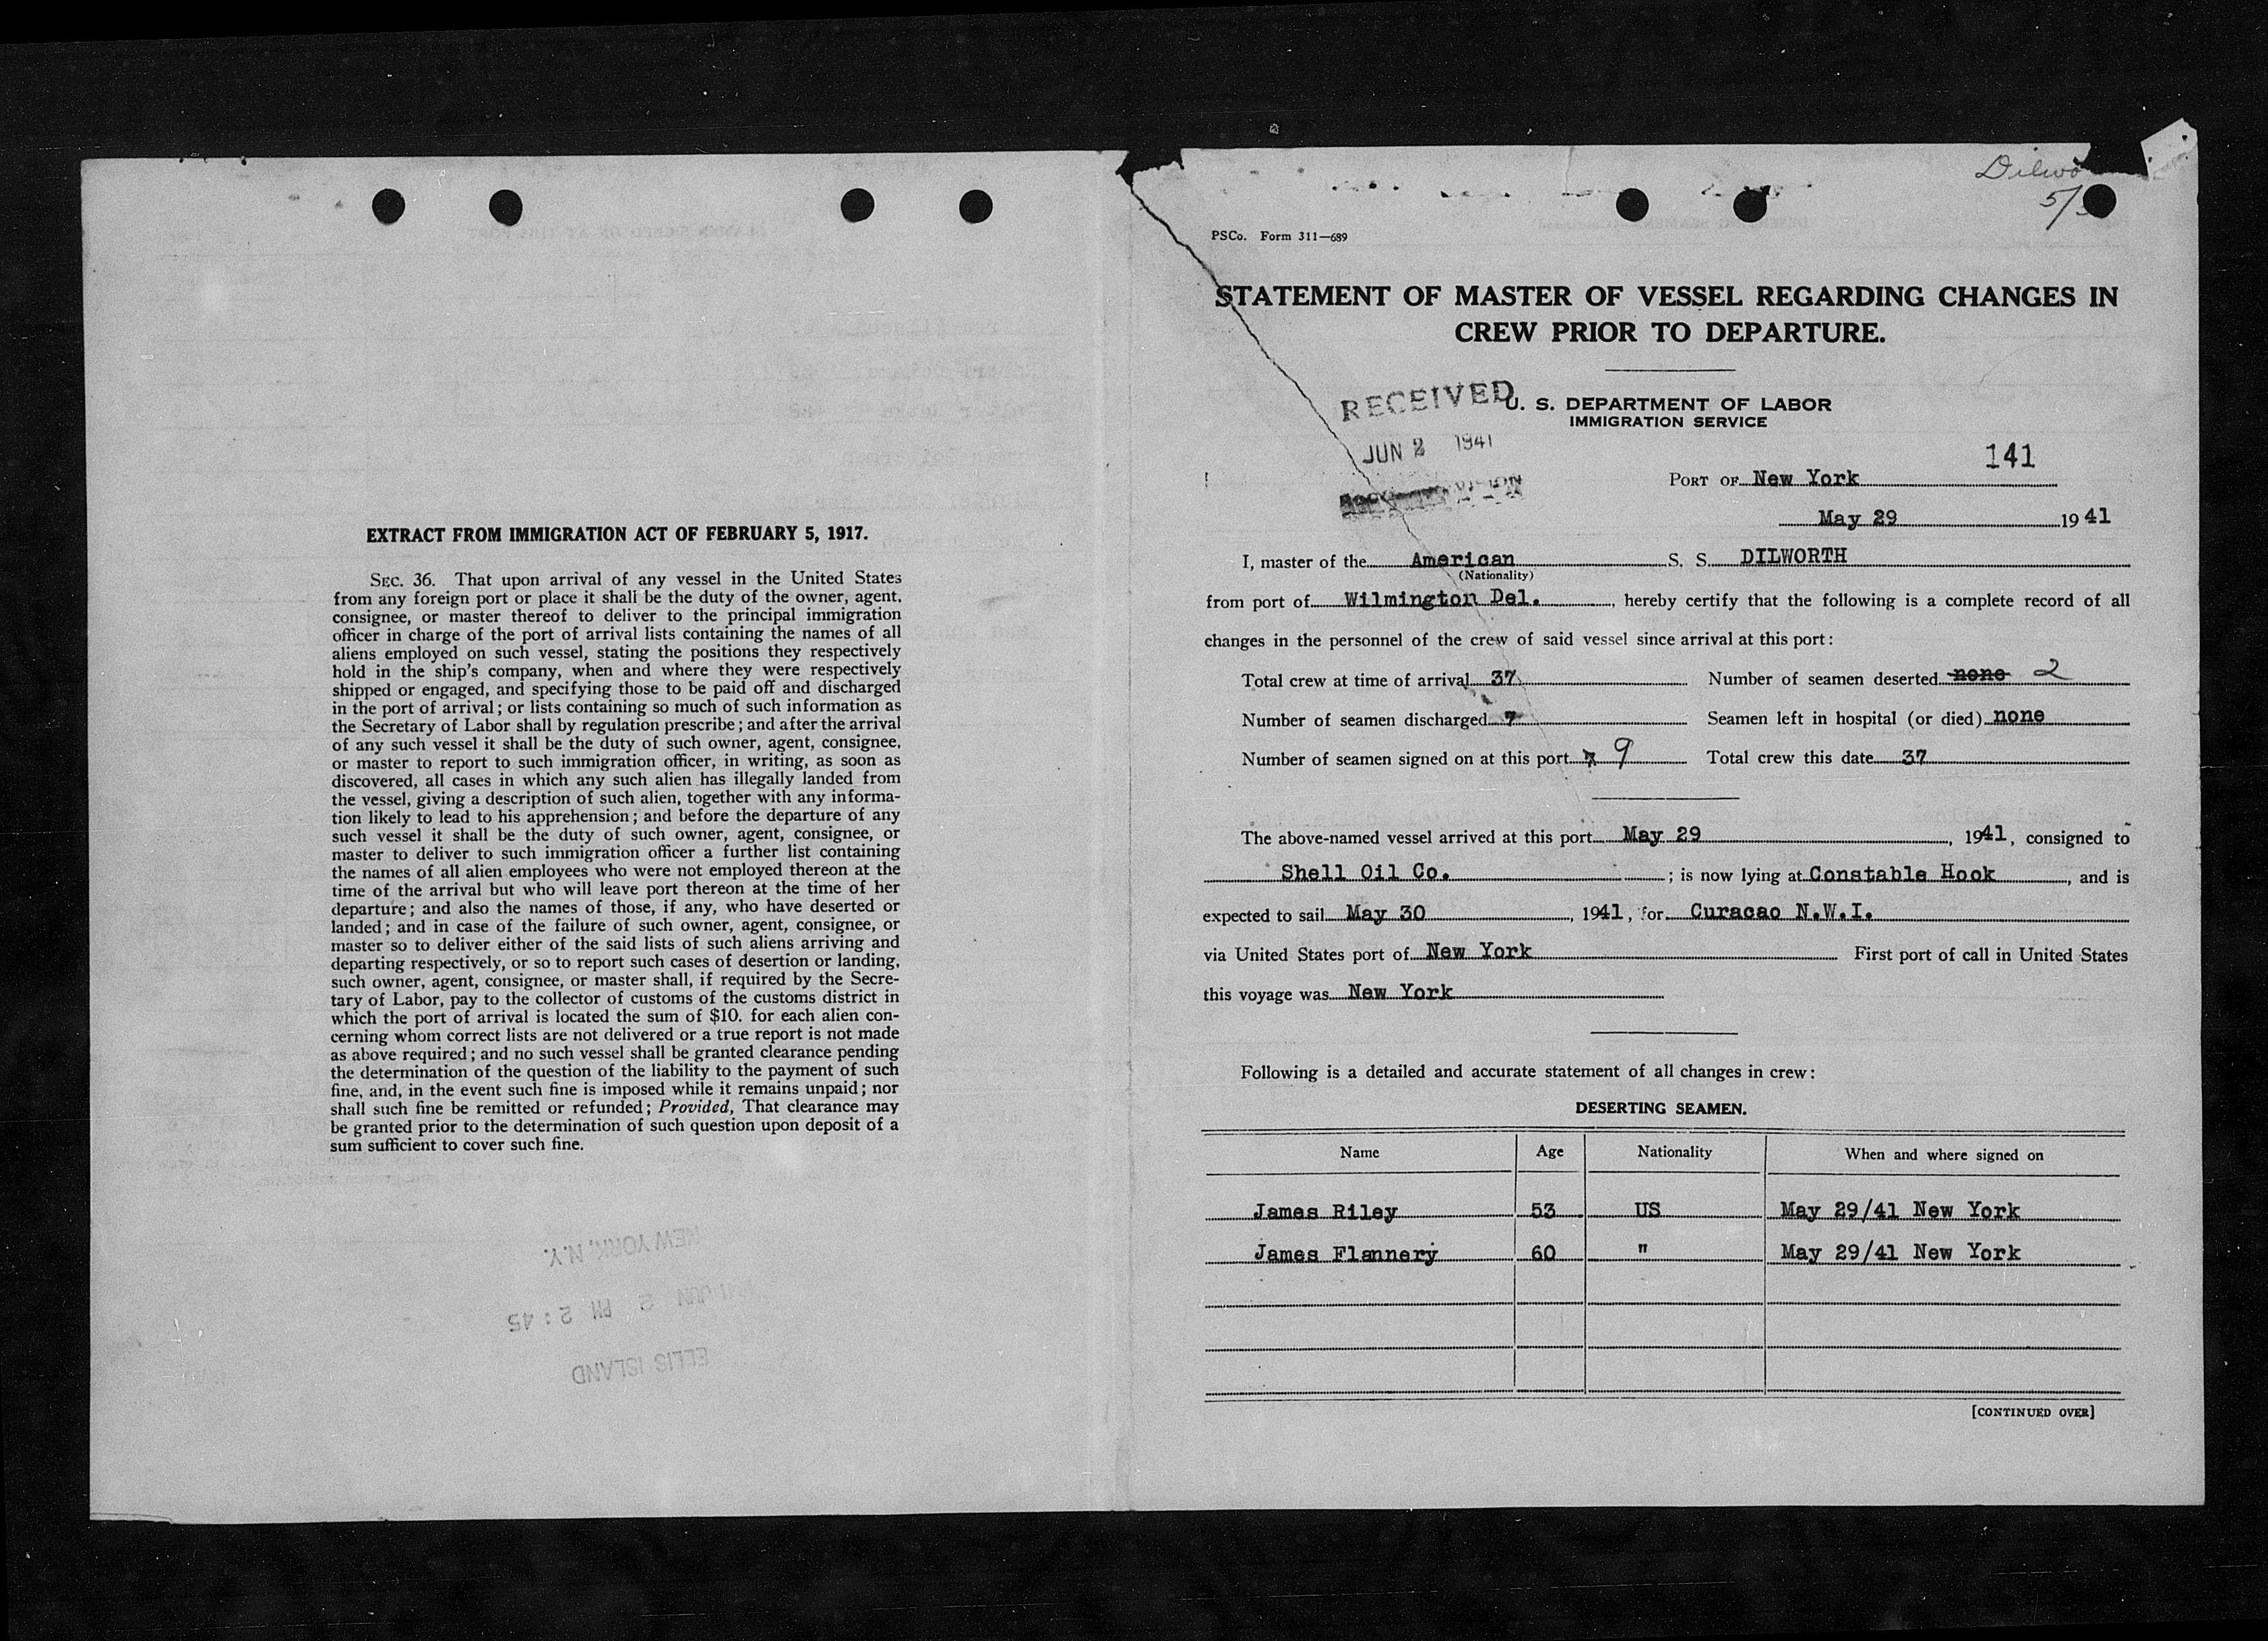 EXTRACT FROM IMMIGRATION ACT OF FEBRUARY 5, 1917.
SEC. 36. That upon arrival of any vessel in the United States
from any foreign port or place it shall be the duty of the owner, agent,
consignee, or master thereof to deliver to the principal immigration
officer in charge of the port of arrival lists containing the names of all
aliens employed on such vessel, stating the positions they respectively
hold in the ship's company, when and where they were respectively
shipped or engaged, and specifying those to be paid off and discharged
in the port of arrival; or lists containing so much of such information as
the Secretary of Labor shall by regulation prescribe; and after the arrival
of any such vessel it shall be the duty of such owner, agent, consignee,
or master to report to such immigration officer, in writing, as soon as
discovered, all cases in which any such alien has illegally landed from
the vessel, giving a description of such alien, together with any informa-
tion likely to lead to his apprehension; and before the departure of any
such vessel it shall be the duty of such owner, agent, consignee, or
master to deliver to such immigration officer a further list containing
the names of all alien employees who were not employed thereon at the
time of the arrival but who will leave port thereon at the time of her
departure; and also the names of those, if any, who have deserted or
landed; and in case of the failure of such owner, agent, consignee, or
master so to deliver either of the said lists of such aliens arriving and
departing respectively, or so to report such cases of desertion or landing,
such owner, agent, consignee, or master shall, if required by the Secre-
tary of Labor, pay to the collector of customs of the customs district in
which the port of arrival is located the sum of $10. for each alien con-
cerning whom correct lists are not delivered or a true report is not made
as above required; and no such vessel shall be granted clearance pending
the determination of the question of the liability to the payment of such
fine, and, in the event such fine is imposed while it remains unpaid; nor
shall such fine be remitted or refunded; Provided, That clearance may
be granted prior to the determination of such question upon deposit of a
sum sufficient to cover such fine.
NEW YORK, N.Y.
JUN 2 PM 2:45
ELLIS ISLAND
Dilwo
5/
PSCo. Form 311—689
STATEMENT OF MASTER OF VESSEL REGARDING CHANGES IN
CREW PRIOR TO DEPARTURE.
RECEIVED
U. S. DEPARTMENT OF LABOR
IMMIGRATION SERVICE
JUN 2 1941
141
PORT OF New York
May 29 1941
I, master of the American S. S. DILWORTH
(Nationality)
from port of Wilmington Del. , hereby certify that the following is a complete record of all
changes in the personnel of the crew of said vessel since arrival at this port:
Total crew at time of arrival 37 Number of seamen deserted none 2
Number of seamen discharged 7 Seamen left in hospital (or died) none
Number of seamen signed on at this port 7 9 Total crew this date 37
The above-named vessel arrived at this port May 29 , 1941, consigned to
Shell Oil Co. ; is now lying at Constable Hook , and is
expected to sail May 30 , 1941, for Curacao N.W.I.
via United States port of New York First port of call in United States
this voyage was New York
Following is a detailed and accurate statement of all changes in crew:
DESERTING SEAMEN.
Name Age Nationality When and where signed on
James Riley 53 US May 29/41 New York
James Flannery 60 " May 29/41 New York
[CONTINUED OVER]